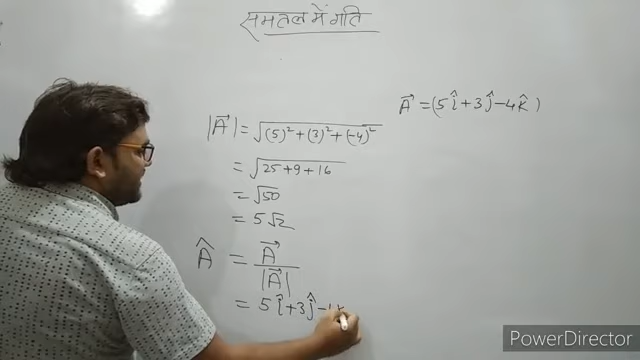 समतल में गति
A⃗ = (5î + 3ĵ - 4k̂)
|A⃗| = √(5)² + (3)² + (-4)²
= √25 + 9 + 16
= √50
= 5√2
Â = A⃗ / |A⃗|
= 5î + 3ĵ -
PowerDirector